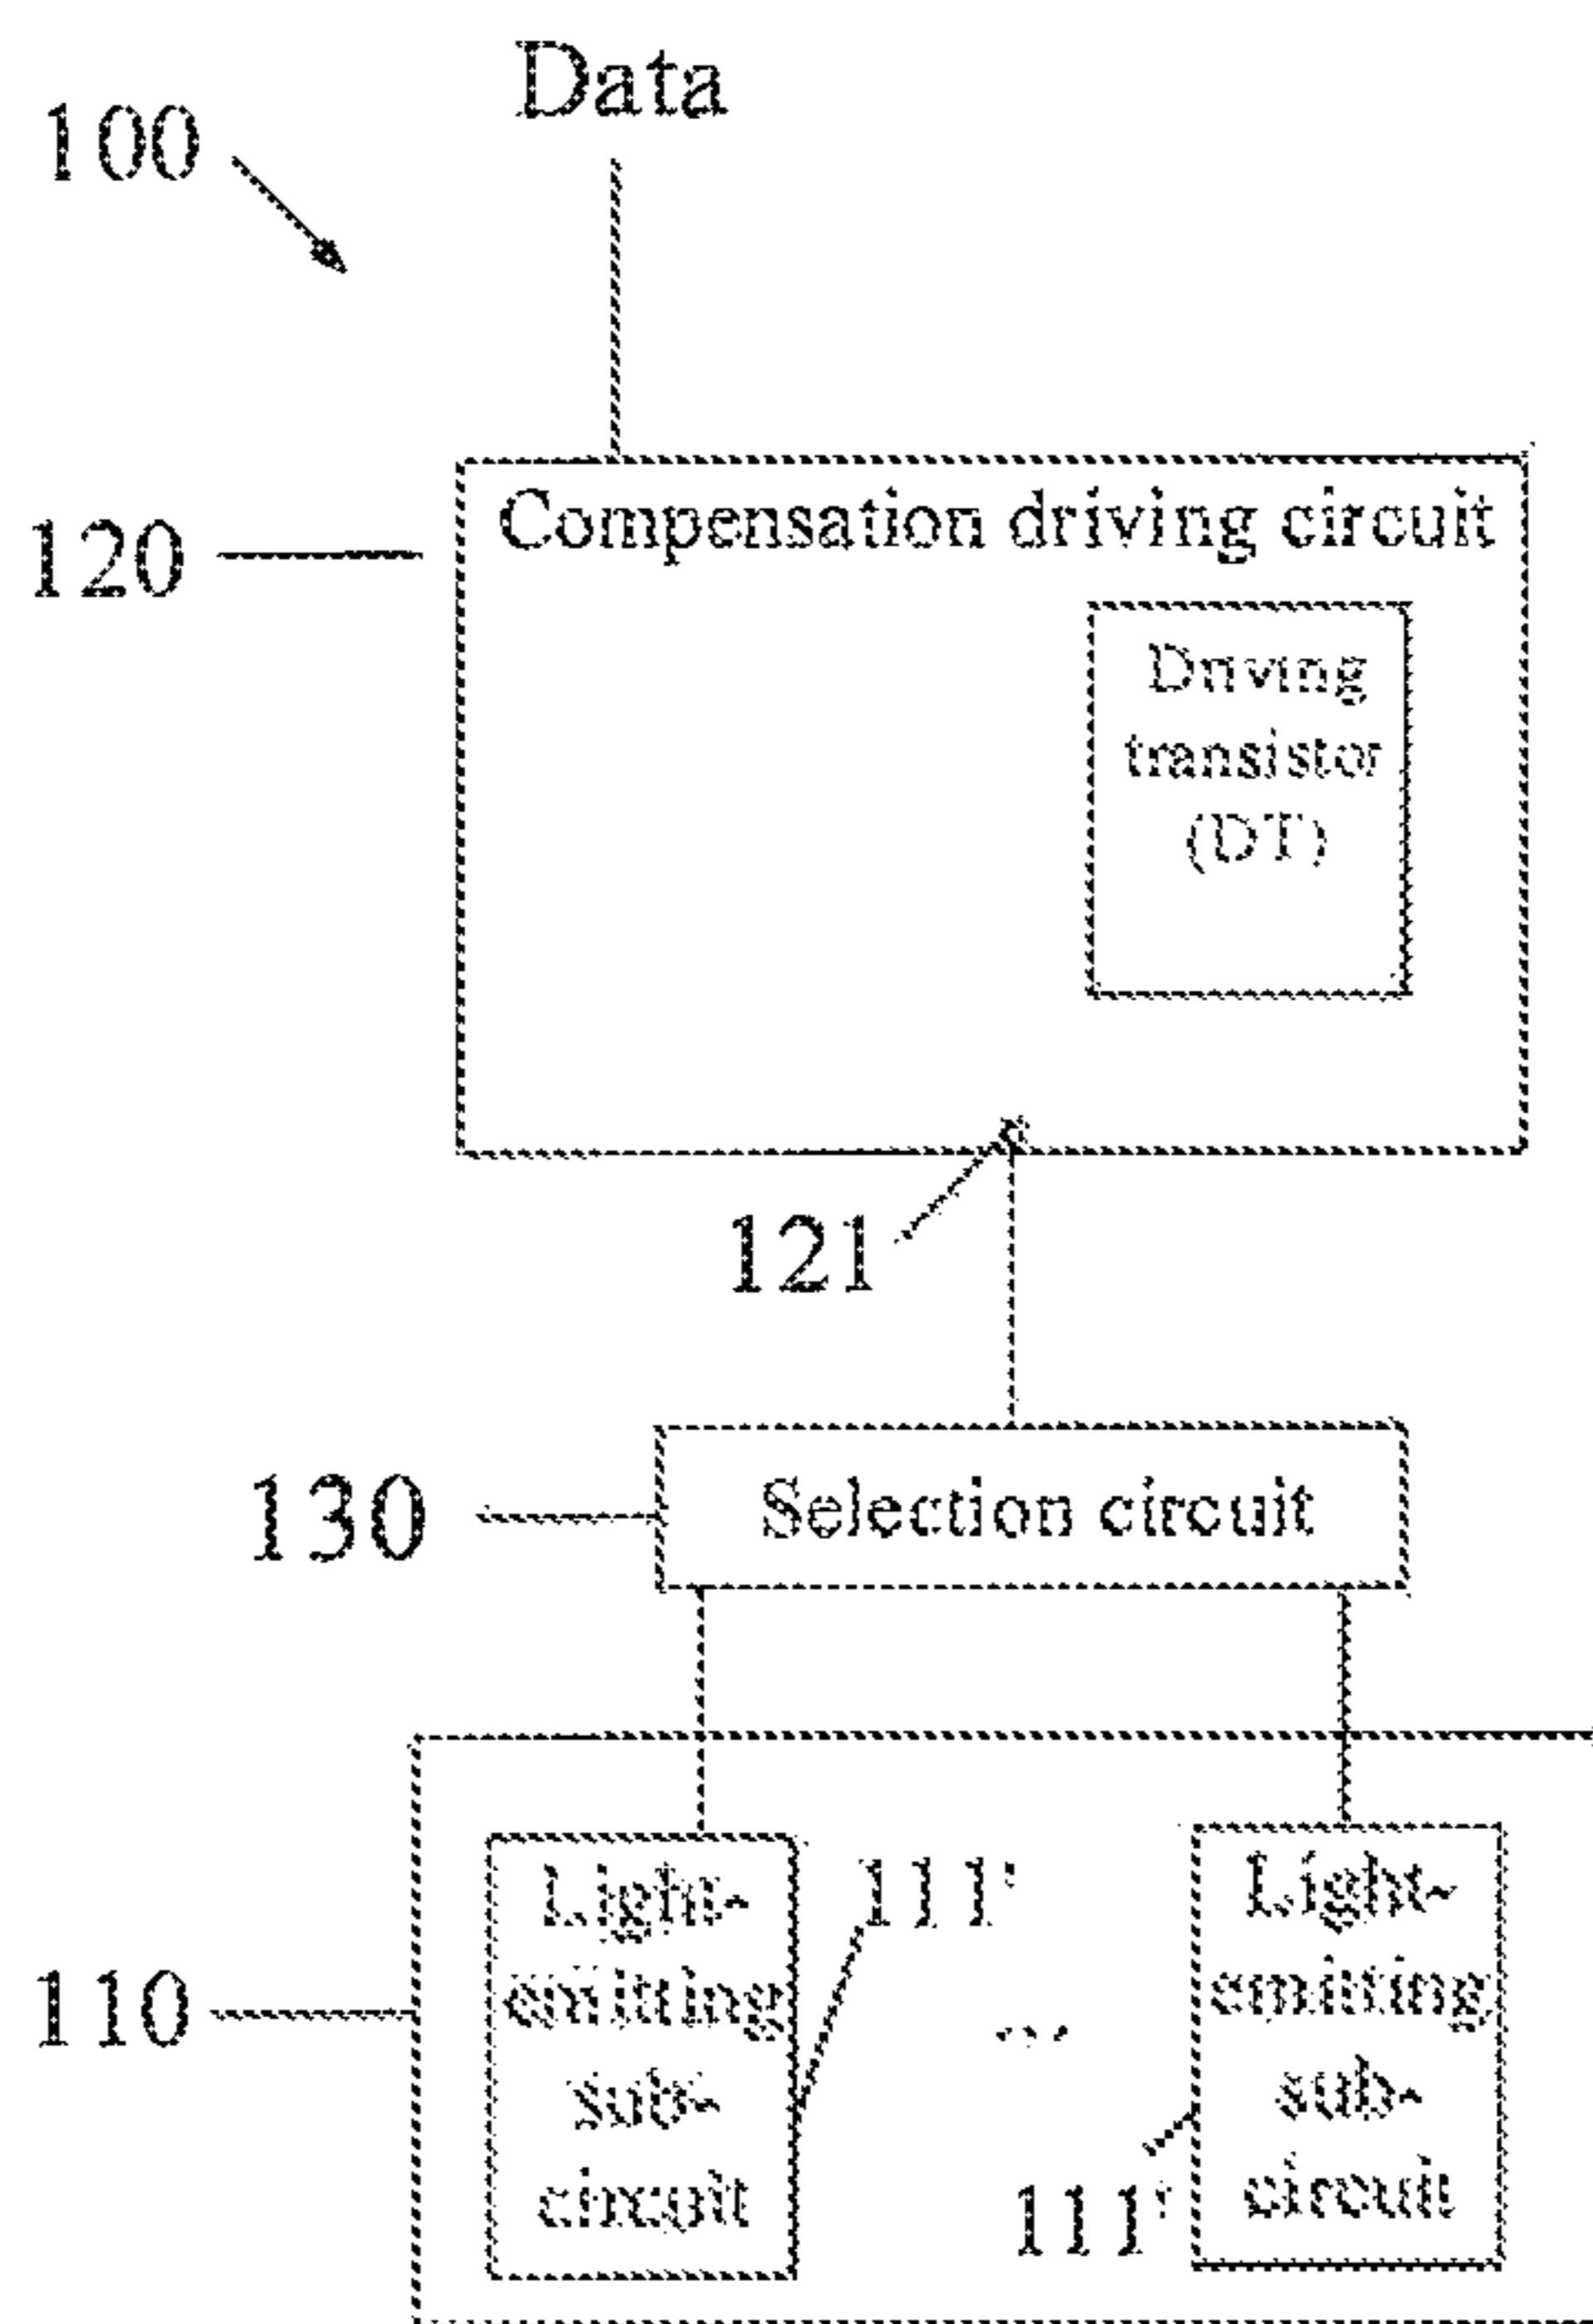 Data
100
Compensation driving circuit
120
Driving
transistor
(DT)
121
130
Selection circuit
Light-
emitting
sub-
circuit
111'
...
Light-
emitting
sub-
circuit
110
111'